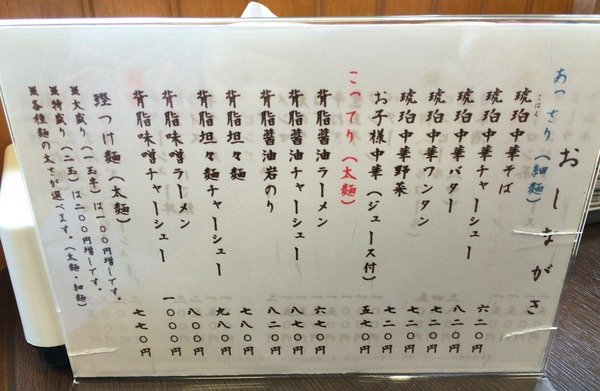 おしながき
あっさり（細麺）
こはく
琥珀中華そば 六二〇円
琥珀中華チャーシュー 八二〇円
琥珀中華バター 七二〇円
琥珀中華ワンタン 七二〇円
琥珀中華野菜 七二〇円
お子様中華（ジュース付） 五七〇円
こってり（太麺）
背脂醤油ラーメン 六七〇円
背脂醤油チャーシュー 八七〇円
背脂醤油岩のり 八二〇円
背脂坦々麺 七八〇円
背脂坦々麺チャーシュー 九八〇円
背脂味噌ラーメン 八〇〇円
背脂味噌チャーシュー 一〇〇〇円
鰹つけ麺（太麺） 七七〇円
※大盛り（一玉半）は一〇〇円増しです。
※特盛り（二玉）は二〇〇円増しです。
※各種麺の太さが選べます。（太麺・細麺）